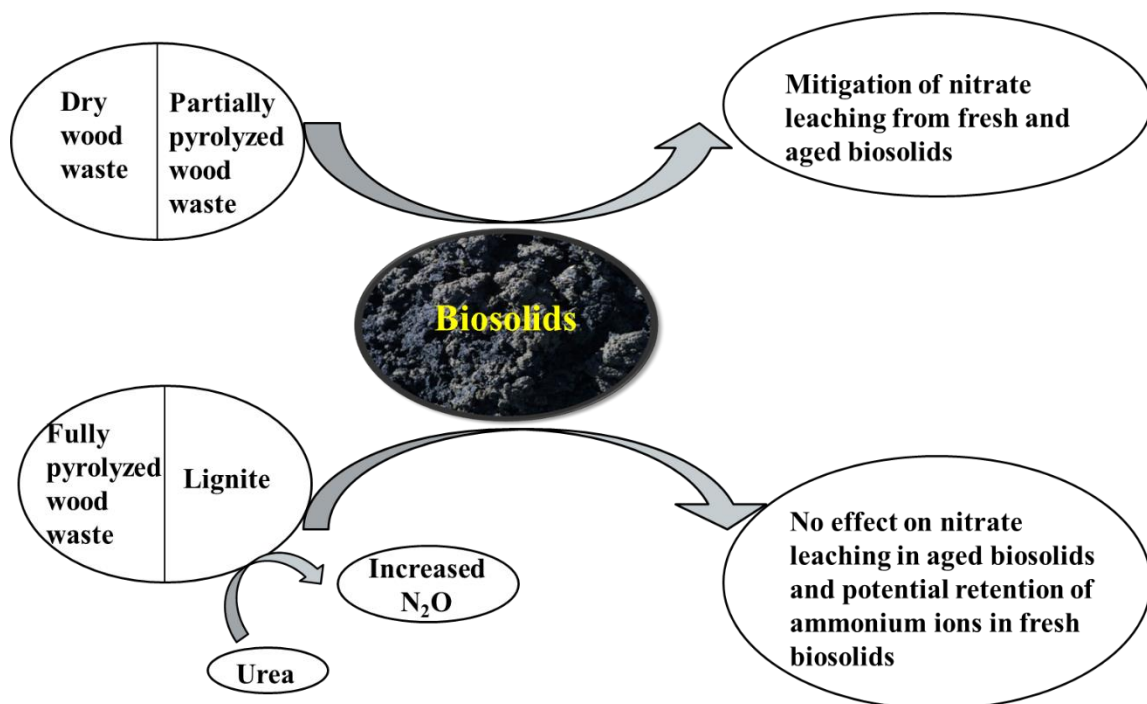 Dry
wood
waste
Partially
pyrolyzed
wood
waste
Mitigation of nitrate
leaching from fresh and
aged biosolids
Biosolids
Fully
pyrolyzed
wood
waste
Lignite
Increased
N₂O
Urea
No effect on nitrate
leaching in aged biosolids
and potential retention of
ammonium ions in fresh
biosolids